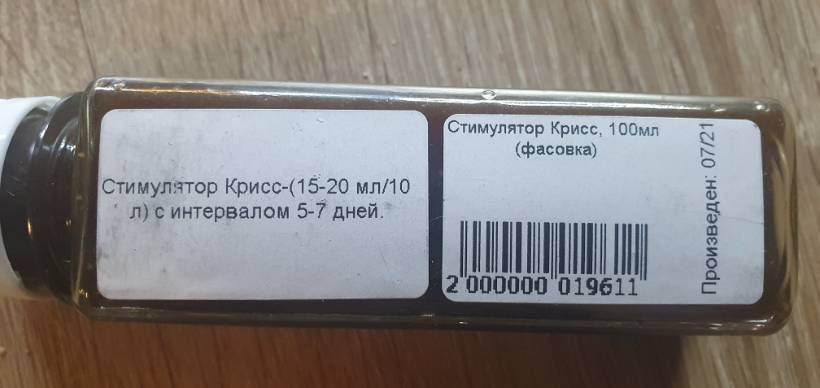 Стимулятор Крисс-(15-20 мл/10
л) с интервалом 5-7 дней.
Стимулятор Крисс, 100мл
(фасовка)
2 000000 019611
Произведен: 07/21